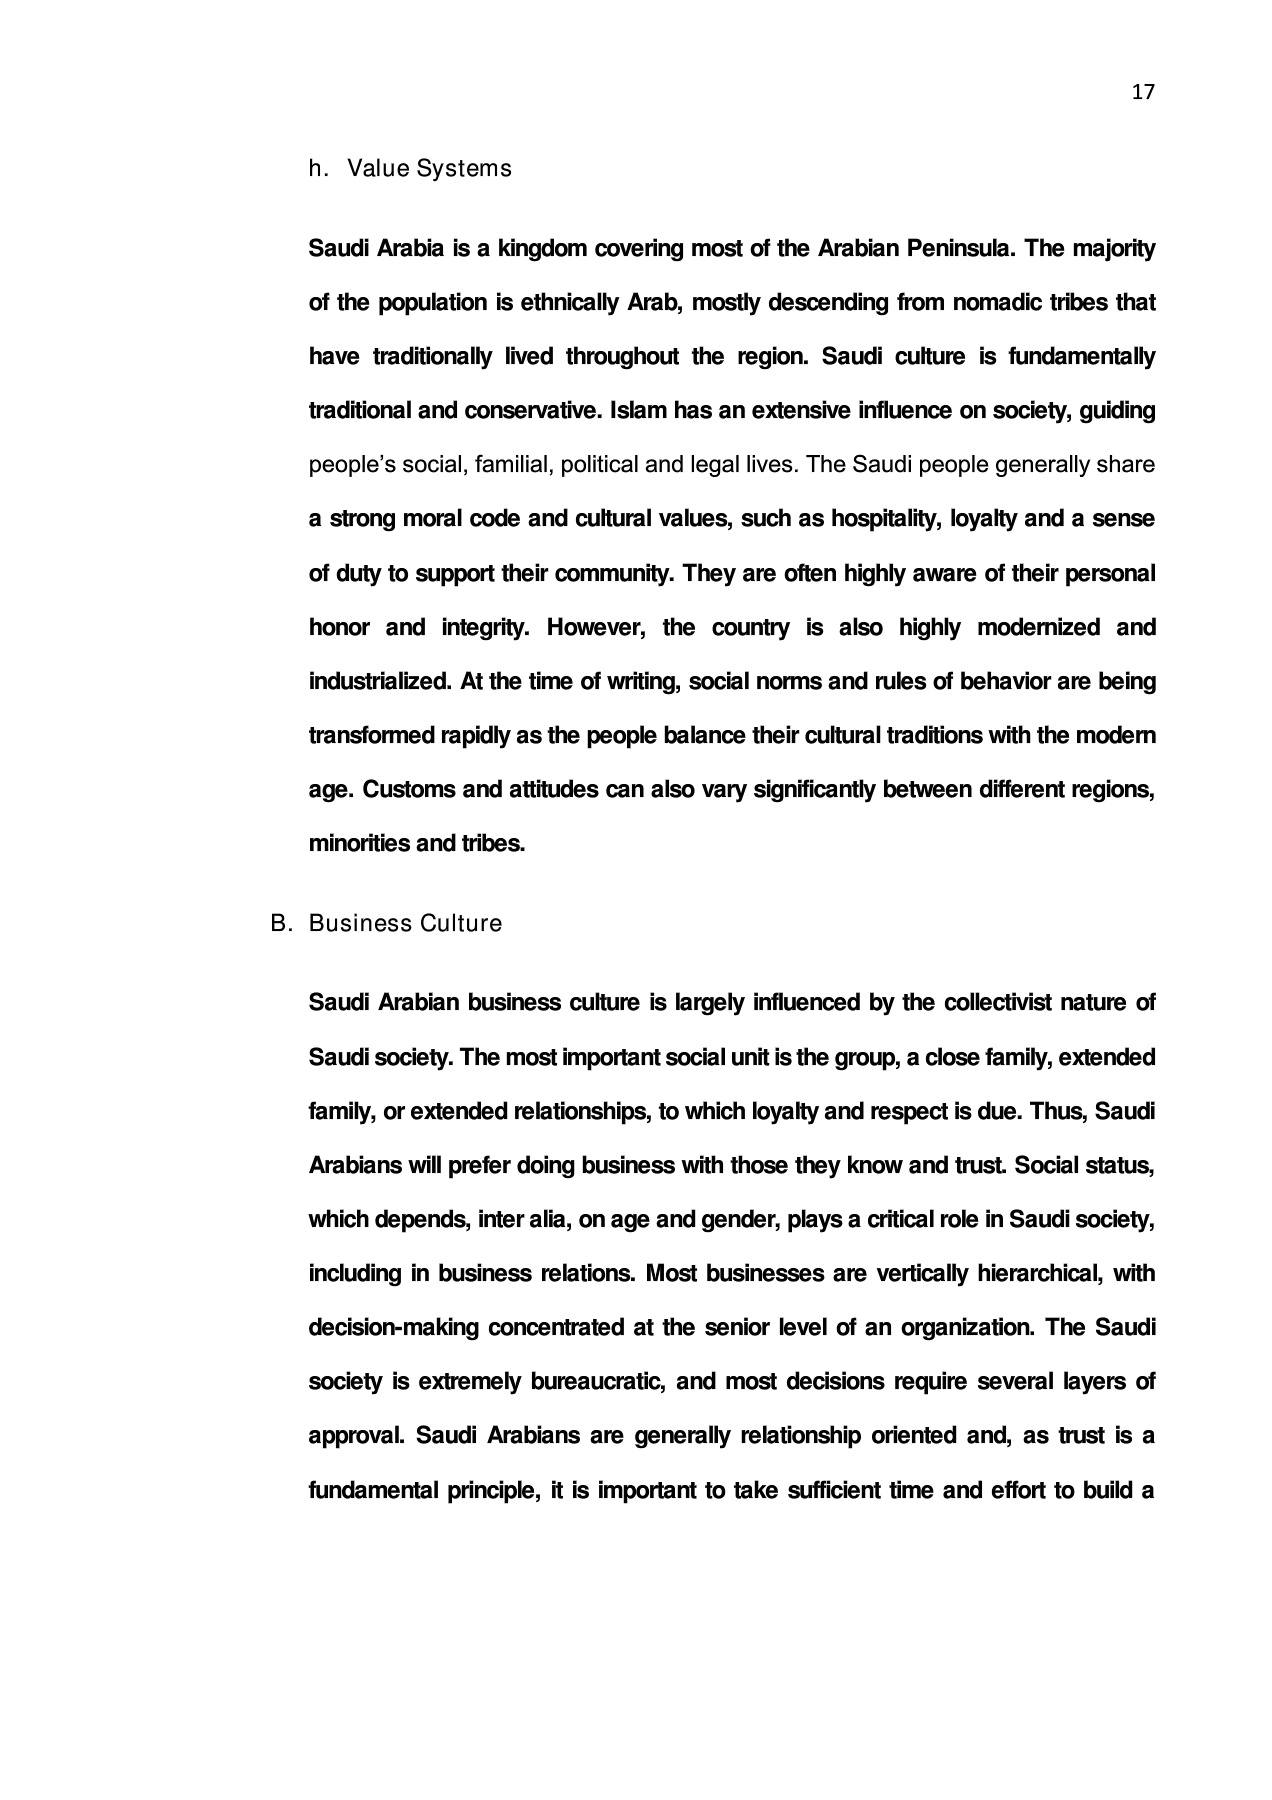 17
h. Value Systems
Saudi Arabia is a kingdom covering most of the Arabian Peninsula. The majority
of the population is ethnically Arab, mostly descending from nomadic tribes that
have traditionally lived throughout the region. Saudi culture is fundamentally
traditional and conservative. Islam has an extensive influence on society, guiding
people’s social, familial, political and legal lives. The Saudi people generally share
a strong moral code and cultural values, such as hospitality, loyalty and a sense
of duty to support their community. They are often highly aware of their personal
honor and integrity. However, the country is also highly modernized and
industrialized. At the time of writing, social norms and rules of behavior are being
transformed rapidly as the people balance their cultural traditions with the modern
age. Customs and attitudes can also vary significantly between different regions,
minorities and tribes.
B. Business Culture
Saudi Arabian business culture is largely influenced by the collectivist nature of
Saudi society. The most important social unit is the group, a close family, extended
family, or extended relationships, to which loyalty and respect is due. Thus, Saudi
Arabians will prefer doing business with those they know and trust. Social status,
which depends, inter alia, on age and gender, plays a critical role in Saudi society,
including in business relations. Most businesses are vertically hierarchical, with
decision-making concentrated at the senior level of an organization. The Saudi
society is extremely bureaucratic, and most decisions require several layers of
approval. Saudi Arabians are generally relationship oriented and, as trust is a
fundamental principle, it is important to take sufficient time and effort to build a